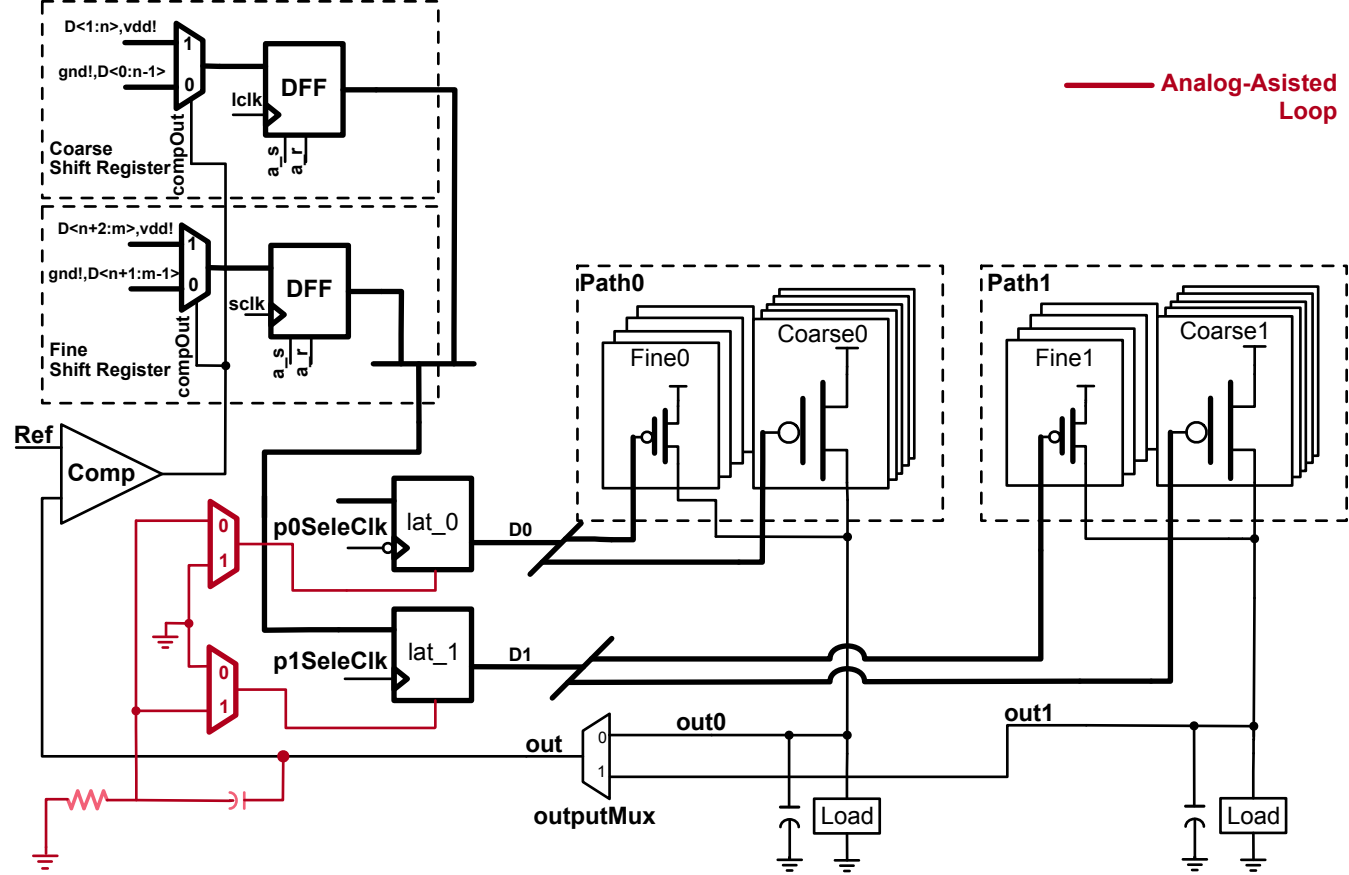 D<1:n>,vdd!
1
gnd!,D<0:n-1>
0
DFF
lclk
a_s
a_r
compOut
Coarse
Shift Register
Analog-Asisted
Loop
D<n+2:m>,vdd!
1
gnd!,D<n+1:m-1>
0
DFF
sclk
a_s
a_r
compOut
Fine
Shift Register
Path0
Fine0
Coarse0
Path1
Fine1
Coarse1
Ref
Comp
0
1
p0SeleClk
lat_0
D0
0
1
p1SeleClk
lat_1
D1
out
0
1
out0
out1
outputMux
Load
Load